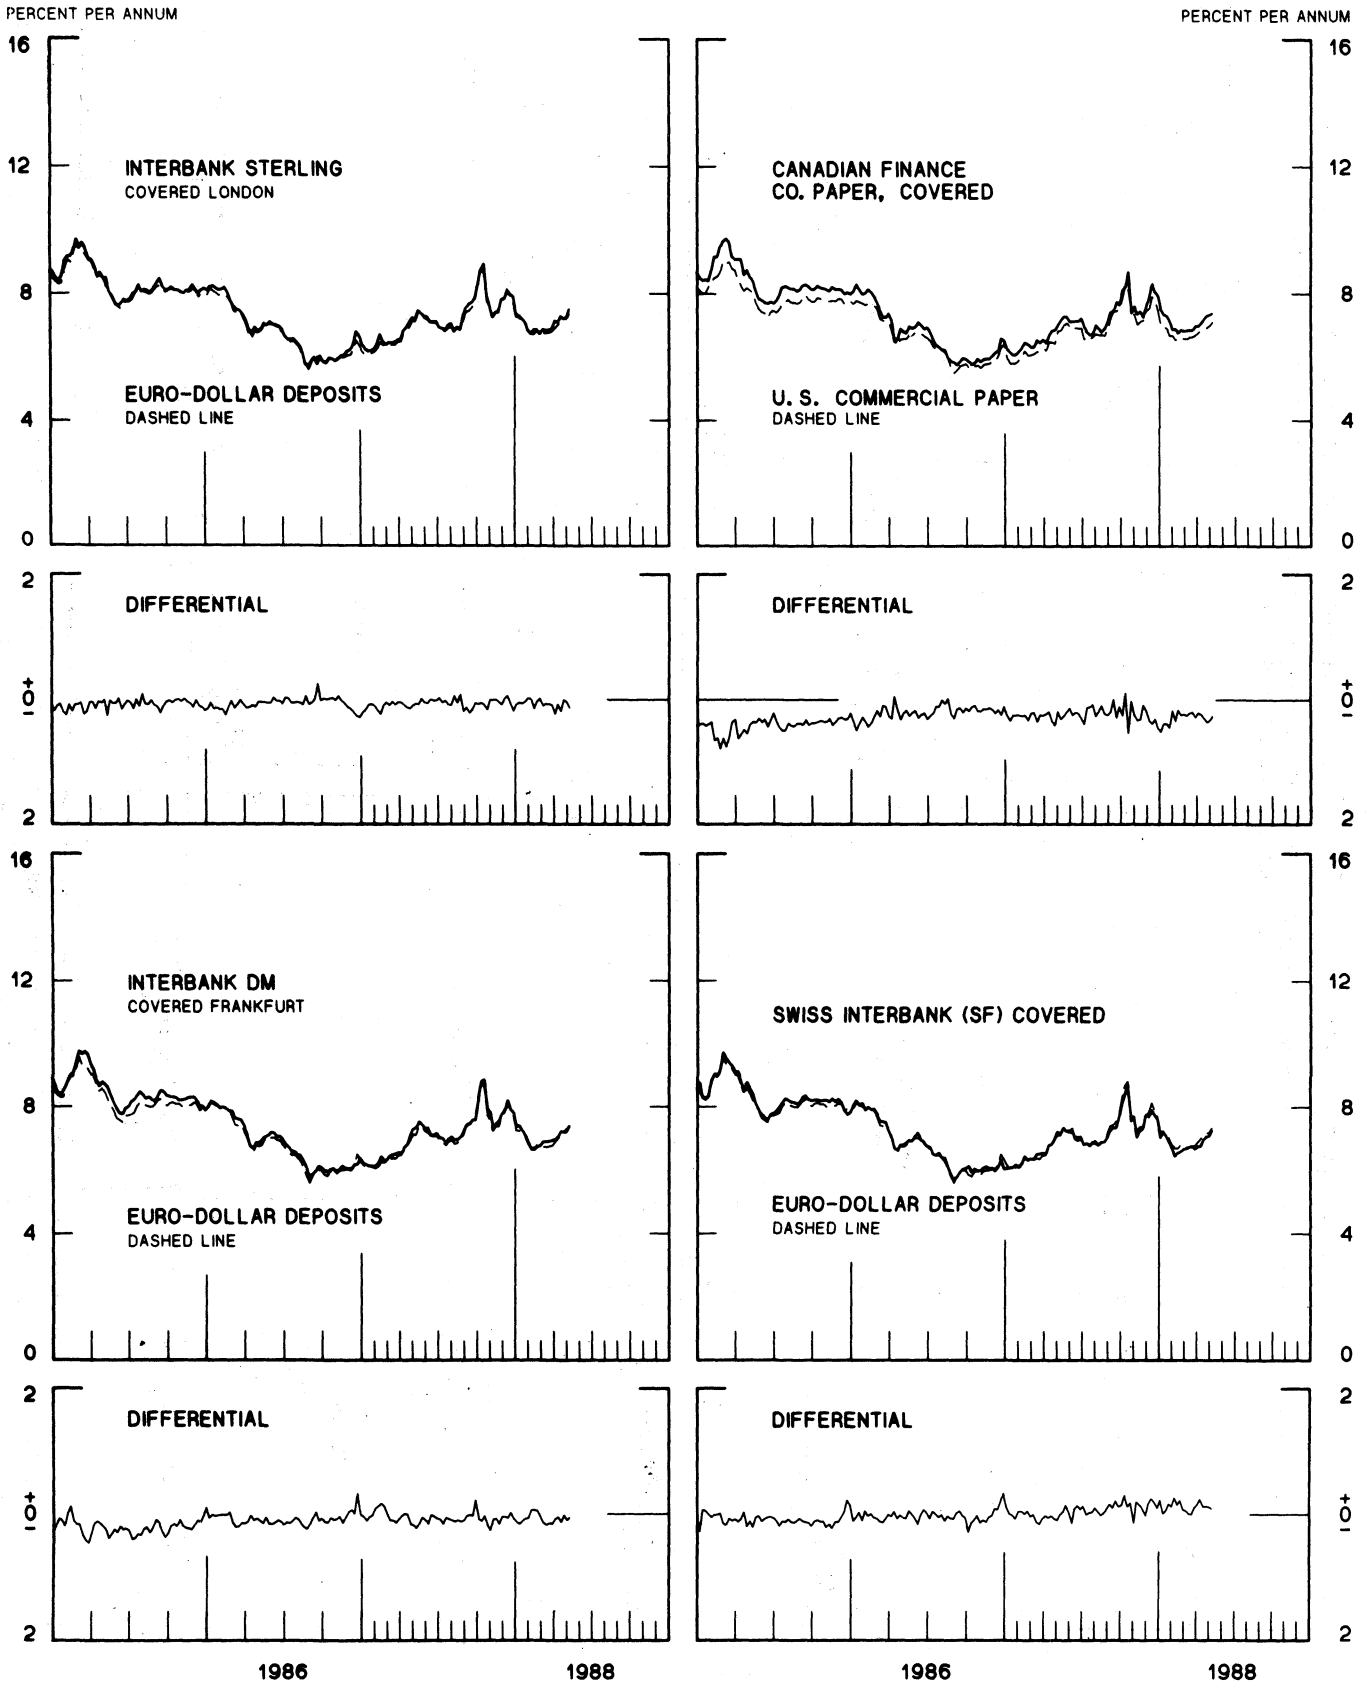 PERCENT PER ANNUM
PERCENT PER ANNUM
16
12
8
4
0
INTERBANK STERLING
COVERED LONDON
EURO-DOLLAR DEPOSITS
DASHED LINE
CANADIAN FINANCE
CO. PAPER, COVERED
U.S. COMMERCIAL PAPER
DASHED LINE
16
12
8
4
0
2
+
0
−
2
DIFFERENTIAL
DIFFERENTIAL
2
+
0
−
2
16
12
8
4
0
INTERBANK DM
COVERED FRANKFURT
EURO-DOLLAR DEPOSITS
DASHED LINE
SWISS INTERBANK (SF) COVERED
EURO-DOLLAR DEPOSITS
DASHED LINE
16
12
8
4
0
2
+
0
−
2
DIFFERENTIAL
DIFFERENTIAL
2
+
0
−
2
1986
1988
1986
1988